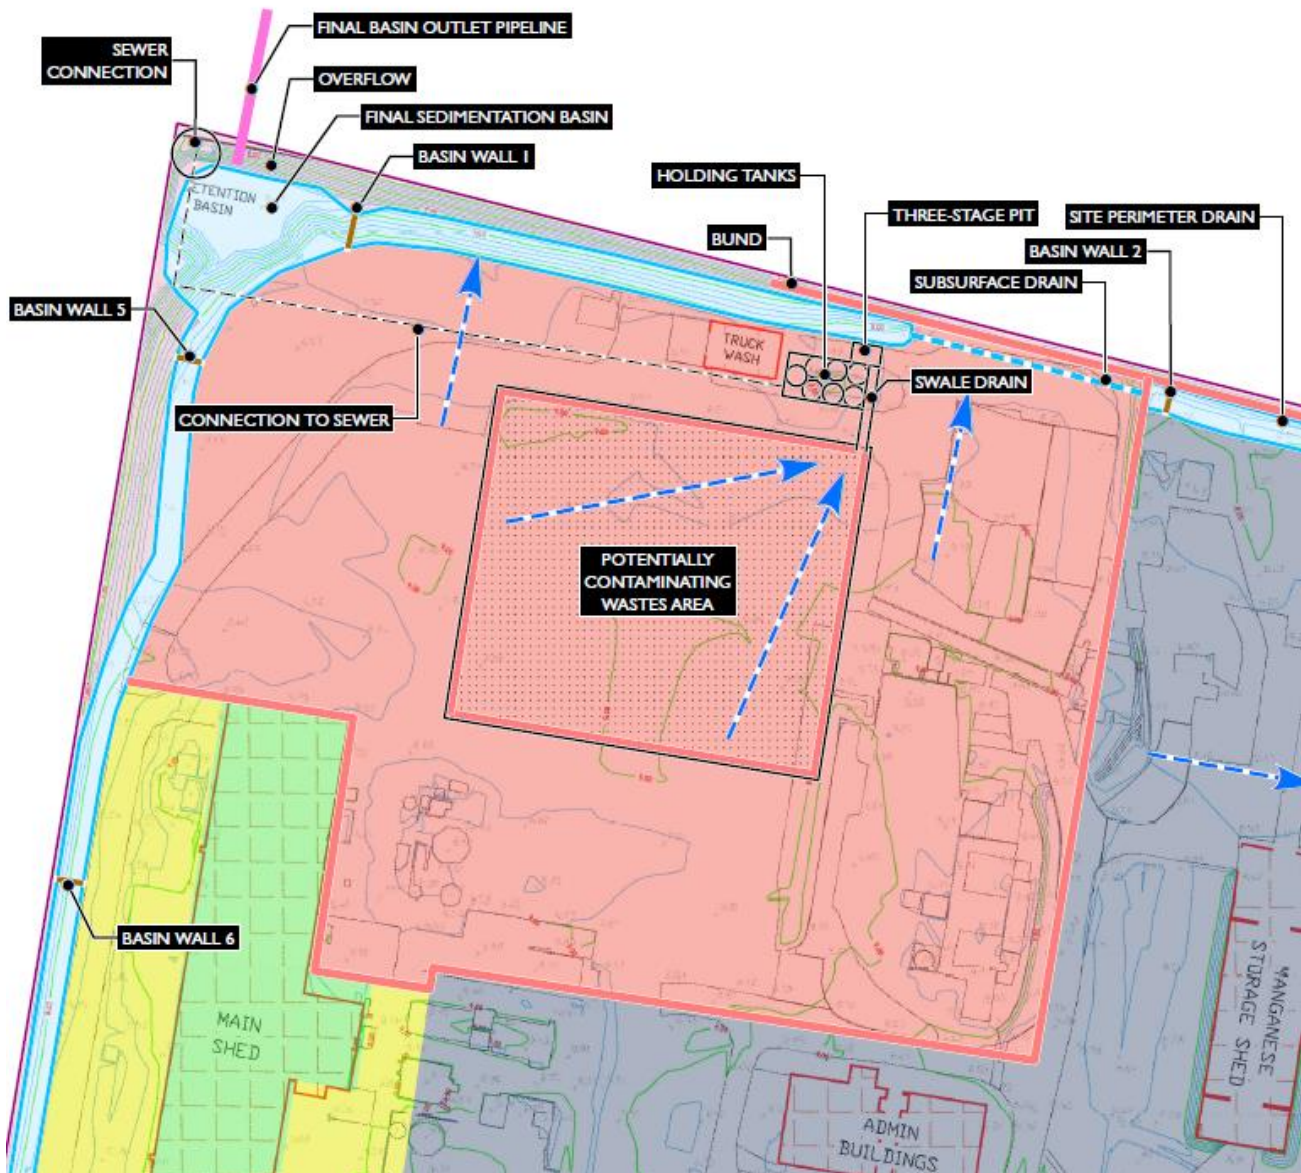 FINAL BASIN OUTLET PIPELINE
SEWER
CONNECTION
OVERFLOW
FINAL SEDIMENTATION BASIN
BASIN WALL 1
HOLDING TANKS
THREE-STAGE PIT
SITE PERIMETER DRAIN
BUND
BASIN WALL 2
SUBSURFACE DRAIN
ETENTION
BASIN
BASIN WALL 5
TRUCK
WASH
SWALE DRAIN
CONNECTION TO SEWER
POTENTIALLY
CONTAMINATING
WASTES AREA
BASIN WALL 6
MAIN
SHED
MANGANESE
STORAGE SHED
ADMIN
BUILDINGS